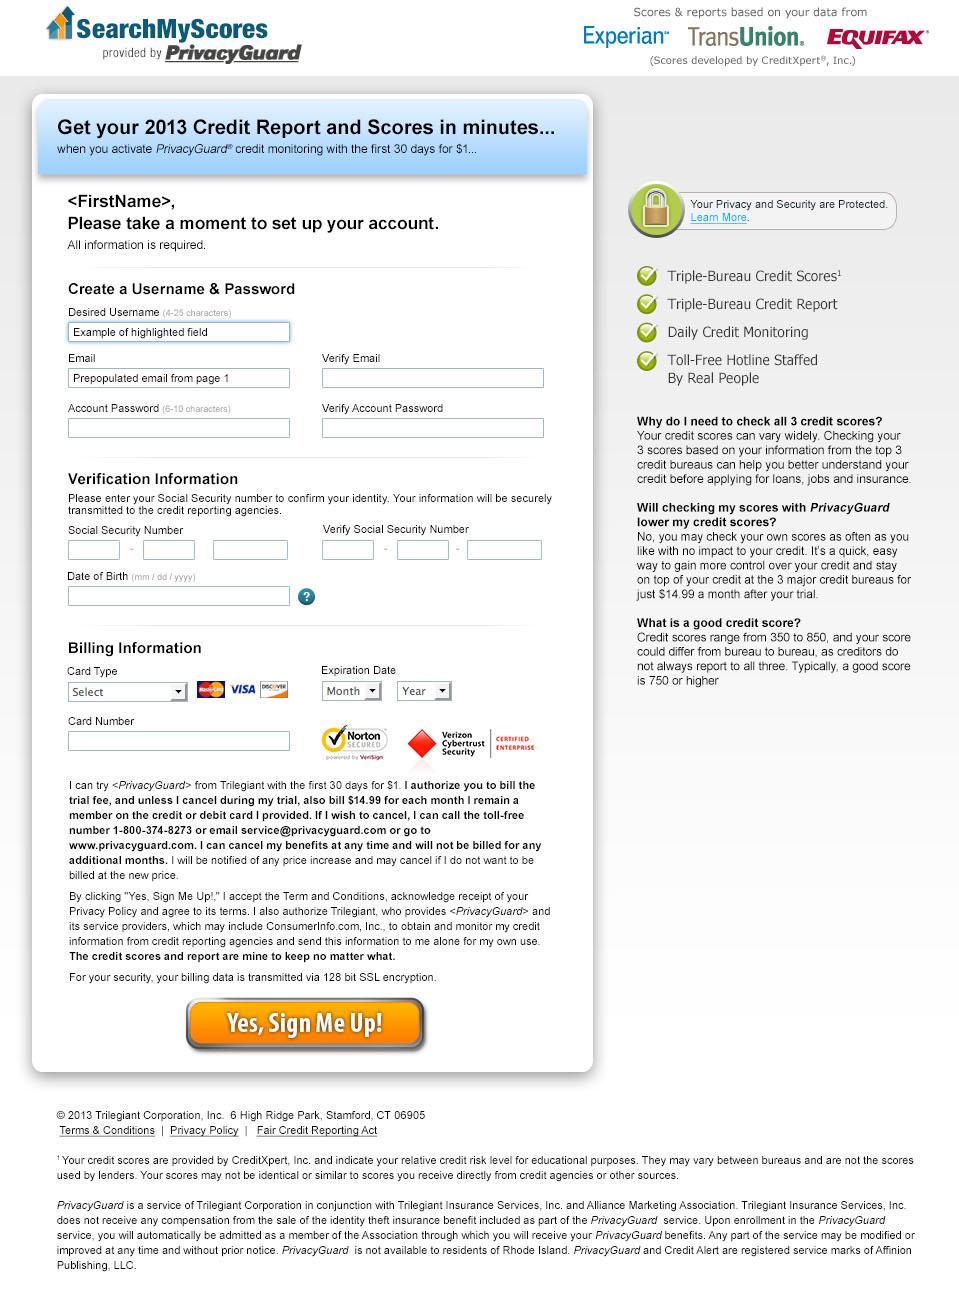 SearchMyScores
provided by PrivacyGuard
Scores & reports based on your data from
Experian™ TransUnion. EQUIFAX®
(Scores developed by CreditXpert®, Inc.)
Get your 2013 Credit Report and Scores in minutes...
when you activate PrivacyGuard® credit monitoring with the first 30 days for $1...
<FirstName>,
Please take a moment to set up your account.
All information is required.
Create a Username & Password
Desired Username (4-25 characters)
Example of highlighted field
Email Verify Email
Prepopulated email from page 1
Account Password (6-10 characters) Verify Account Password
Verification Information
Please enter your Social Security number to confirm your identity. Your information will be securely
transmitted to the credit reporting agencies.
Social Security Number Verify Social Security Number
- - -
Date of Birth (mm / dd / yyyy)
?
Billing Information
Card Type Expiration Date
Select MasterCard VISA DISCOVER Month Year
Card Number
Norton
SECURED
powered by VeriSign
Verizon
Cybertrust
Security
CERTIFIED
ENTERPRISE
I can try <PrivacyGuard> from Trilegiant with the first 30 days for $1. I authorize you to bill the
trial fee, and unless I cancel during my trial, also bill $14.99 for each month I remain a
member on the credit or debit card I provided. If I wish to cancel, I can call the toll-free
number 1-800-374-8273 or email service@privacyguard.com or go to
www.privacyguard.com. I can cancel my benefits at any time and will not be billed for any
additional months. I will be notified of any price increase and may cancel if I do not want to be
billed at the new price.
By clicking "Yes, Sign Me Up!," I accept the Term and Conditions, acknowledge receipt of your
Privacy Policy and agree to its terms. I also authorize Trilegiant, who provides <PrivacyGuard> and
its service providers, which may include ConsumerInfo.com, Inc., to obtain and monitor my credit
information from credit reporting agencies and send this information to me alone for my own use.
The credit scores and report are mine to keep no matter what.
For your security, your billing data is transmitted via 128 bit SSL encryption.
Yes, Sign Me Up!
Your Privacy and Security are Protected.
Learn More.
Triple-Bureau Credit Scores¹
Triple-Bureau Credit Report
Daily Credit Monitoring
Toll-Free Hotline Staffed
By Real People
Why do I need to check all 3 credit scores?
Your credit scores can vary widely. Checking your
3 scores based on your information from the top 3
credit bureaus can help you better understand your
credit before applying for loans, jobs and insurance.
Will checking my scores with PrivacyGuard
lower my credit scores?
No, you may check your own scores as often as you
like with no impact to your credit. It's a quick, easy
way to gain more control over your credit and stay
on top of your credit at the 3 major credit bureaus for
just $14.99 a month after your trial.
What is a good credit score?
Credit scores range from 350 to 850, and your score
could differ from bureau to bureau, as creditors do
not always report to all three. Typically, a good score
is 750 or higher
© 2013 Trilegiant Corporation, Inc. 6 High Ridge Park, Stamford, CT 06905
Terms & Conditions | Privacy Policy | Fair Credit Reporting Act
¹ Your credit scores are provided by CreditXpert, Inc. and indicate your relative credit risk level for educational purposes. They may vary between bureaus and are not the scores
used by lenders. Your scores may not be identical or similar to scores you receive directly from credit agencies or other sources.
PrivacyGuard is a service of Trilegiant Corporation in conjunction with Trilegiant Insurance Services, Inc. and Alliance Marketing Association. Trilegiant Insurance Services, Inc.
does not receive any compensation from the sale of the identity theft insurance benefit included as part of the PrivacyGuard service. Upon enrollment in the PrivacyGuard
service, you will automatically be admitted as a member of the Association through which you will receive your PrivacyGuard benefits. Any part of the service may be modified or
improved at any time and without prior notice. PrivacyGuard is not available to residents of Rhode Island. PrivacyGuard and Credit Alert are registered service marks of Affinion
Publishing, LLC.